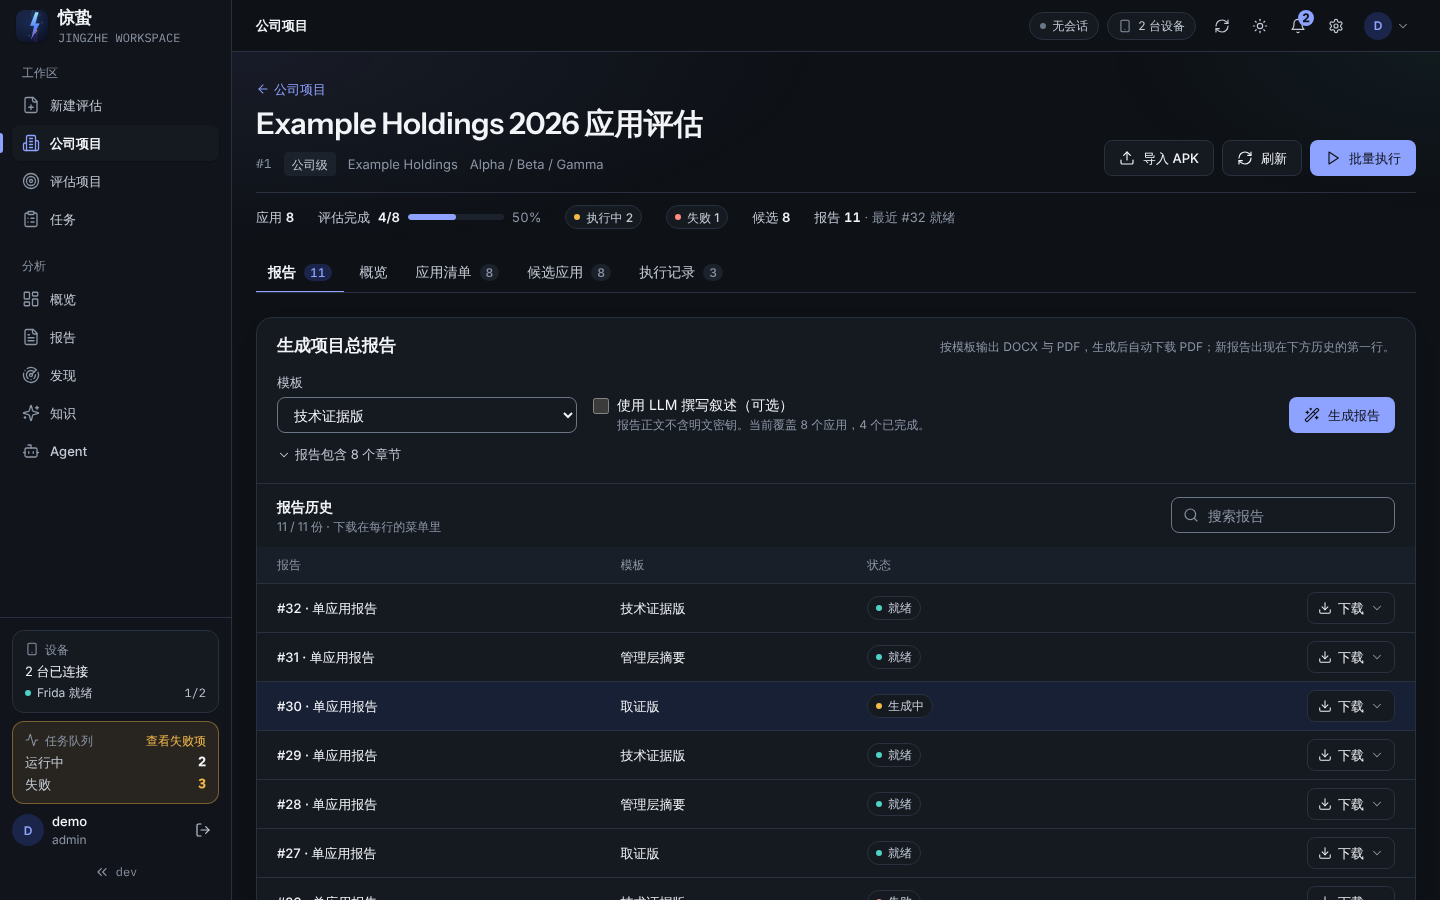 惊蛰
JINGZHE WORKSPACE
工作区
新建评估
公司项目
评估项目
任务
分析
概览
报告
发现
知识
Agent
设备
2 台已连接
Frida 就绪 1/2
任务队列 查看失败项
运行中 2
失败 3
D demo
admin
dev
公司项目
无会话 2 台设备 2 D
公司项目
Example Holdings 2026 应用评估
#1 公司级 Example Holdings Alpha / Beta / Gamma
导入 APK 刷新 批量执行
应用 8 评估完成 4/8 50% 执行中 2 失败 1 候选 8 报告 11 · 最近 #32 就绪
报告 11 概览 应用清单 8 候选应用 8 执行记录 3
生成项目总报告
按模板输出 DOCX 与 PDF，生成后自动下载 PDF；新报告出现在下方历史的第一行。
模板
技术证据版
使用 LLM 撰写叙述（可选）
报告正文不含明文密钥。当前覆盖 8 个应用，4 个已完成。
生成报告
报告包含 8 个章节
报告历史
11 / 11 份 · 下载在每行的菜单里
搜索报告
报告 模板 状态
#32 · 单应用报告 技术证据版 就绪 下载
#31 · 单应用报告 管理层摘要 就绪 下载
#30 · 单应用报告 取证版 生成中 下载
#29 · 单应用报告 技术证据版 就绪 下载
#28 · 单应用报告 管理层摘要 就绪 下载
#27 · 单应用报告 取证版 就绪 下载